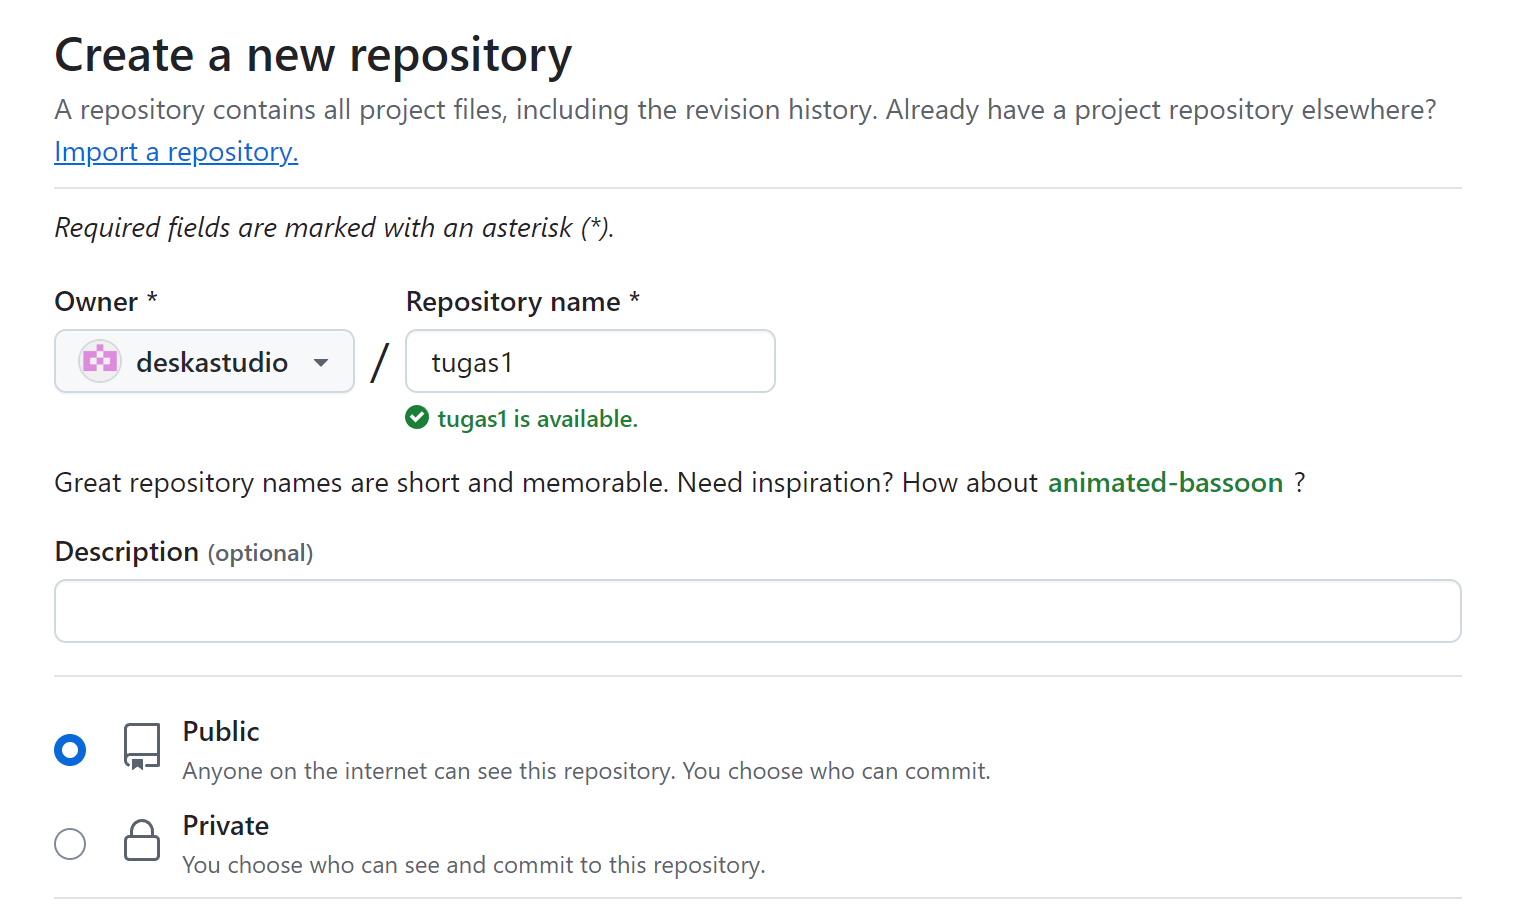 Create a new repository
A repository contains all project files, including the revision history. Already have a project repository elsewhere?
Import a repository.
Required fields are marked with an asterisk (*).
Owner *
Repository name *
deskastudio / tugas1
tugas1 is available.
Great repository names are short and memorable. Need inspiration? How about animated-bassoon ?
Description (optional)
Public
Anyone on the internet can see this repository. You choose who can commit.
Private
You choose who can see and commit to this repository.